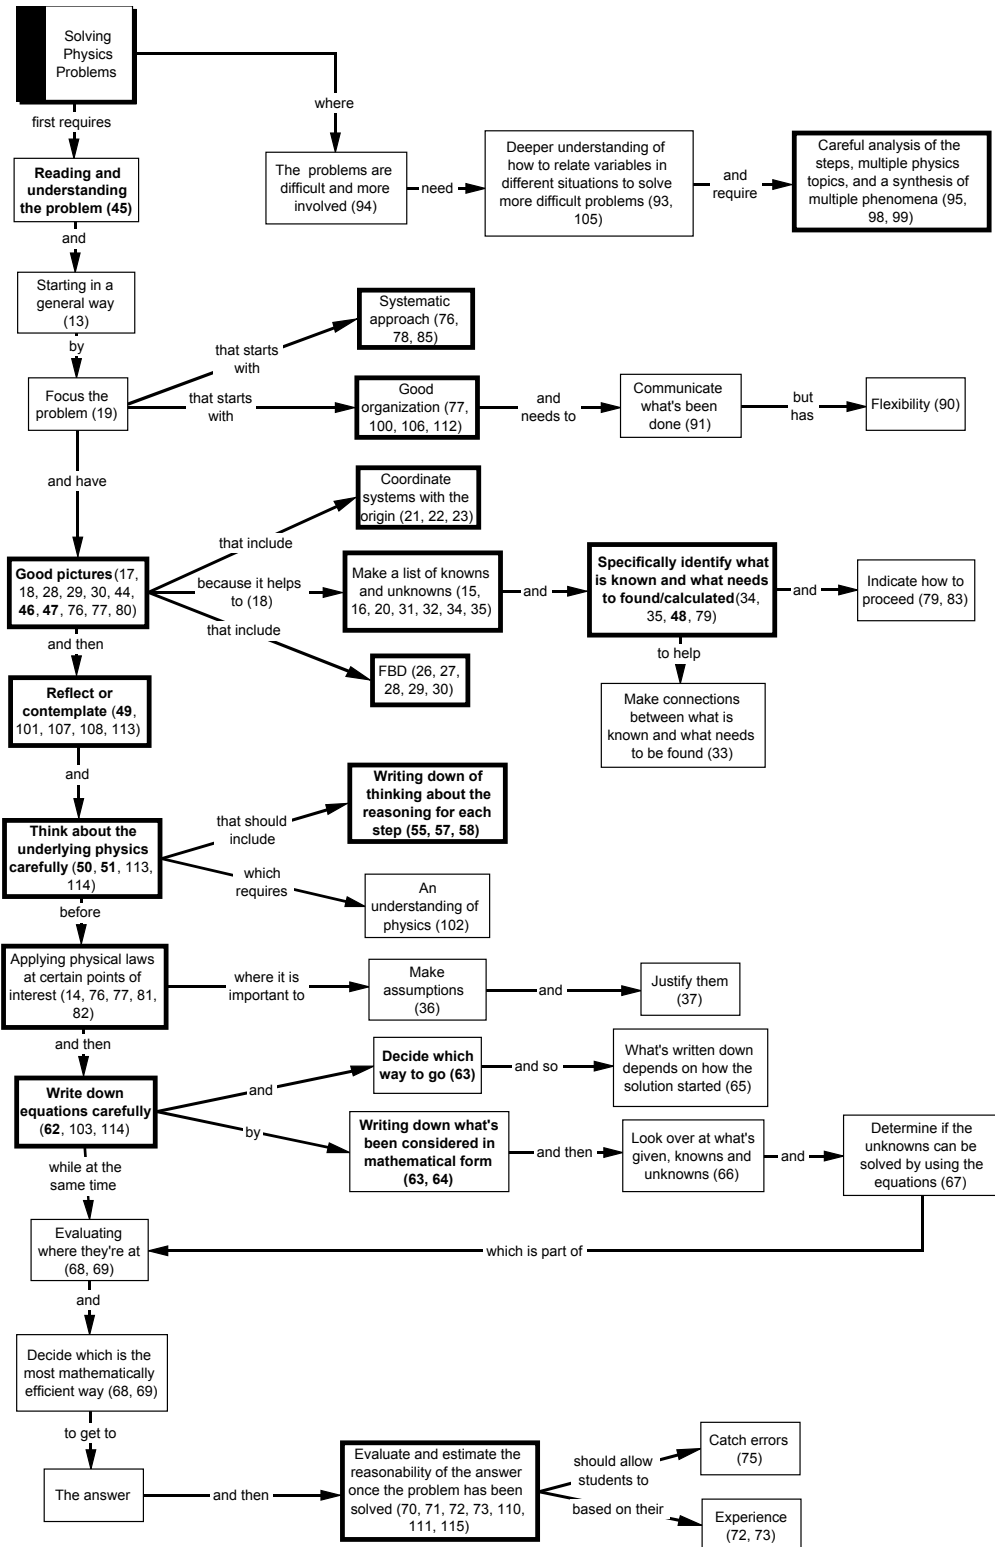 Solving
Physics
Problems
first requires
where
Reading and
understanding
the problem (45)
The problems are
difficult and more
involved (94)
need
Deeper understanding of
how to relate variables in
different situations to solve
more difficult problems (93,
105)
and
require
Careful analysis of the
steps, multiple physics
topics, and a synthesis of
multiple phenomena (95,
98, 99)
and
Starting in a
general way
(13)
by
Focus the
problem (19)
that starts
with
Systematic
approach (76,
78, 85)
that starts
with
Good
organization (77,
100, 106, 112)
and
needs to
Communicate
what's been
done (91)
but
has
Flexibility (90)
and have
Good pictures(17,
18, 28, 29, 30, 44,
46, 47, 76, 77, 80)
that include
Coordinate
systems with the
origin (21, 22, 23)
because it helps
to (18)
Make a list of knowns
and unknowns (15,
16, 20, 31, 32, 34, 35)
and
Specifically identify what
is known and what needs
to found/calculated(34,
35, 48, 79)
and
Indicate how to
proceed (79, 83)
that include
FBD (26, 27,
28, 29, 30)
to help
Make connections
between what is
known and what needs
to be found (33)
and then
Reflect or
contemplate (49,
101, 107, 108, 113)
and
Think about the
underlying physics
carefully (50, 51, 113,
114)
that should
include
Writing down of
thinking about the
reasoning for each
step (55, 57, 58)
which
requires
An
understanding of
physics (102)
before
Applying physical laws
at certain points of
interest (14, 76, 77, 81,
82)
where it is
important to
Make
assumptions
(36)
and
Justify them
(37)
and then
Write down
equations carefully
(62, 103, 114)
and
Decide which
way to go (63)
and so
What's written down
depends on how the
solution started (65)
by
Writing down what's
been considered in
mathematical form
(63, 64)
and then
Look over at what's
given, knowns and
unknowns (66)
and
Determine if the
unknowns can be
solved by using the
equations (67)
while at the
same time
Evaluating
where they're at
(68, 69)
which is part of
and
Decide which is the
most mathematically
efficient way (68, 69)
to get to
The answer
and then
Evaluate and estimate the
reasonability of the answer
once the problem has been
solved (70, 71, 72, 73, 110,
111, 115)
should allow
students to
Catch errors
(75)
based on their
Experience
(72, 73)